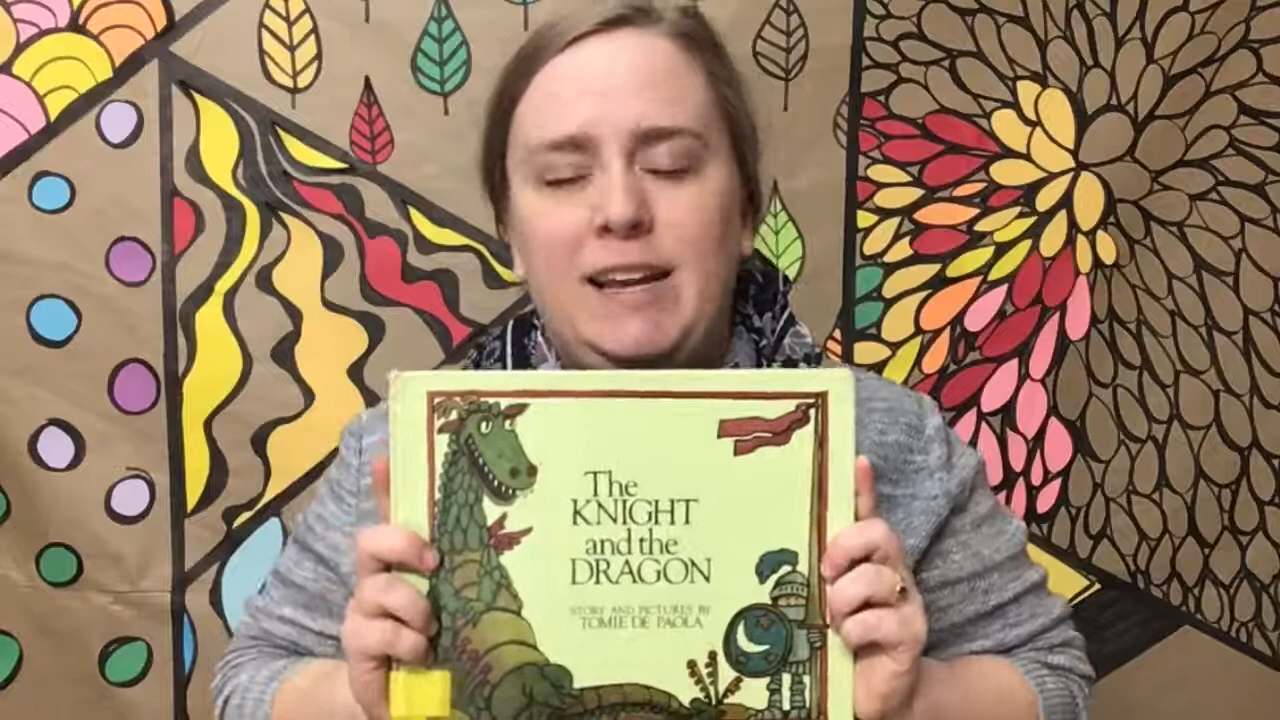 The
KNIGHT
and the
DRAGON
STORY AND PICTURES BY
TOMIE DE PAOLA